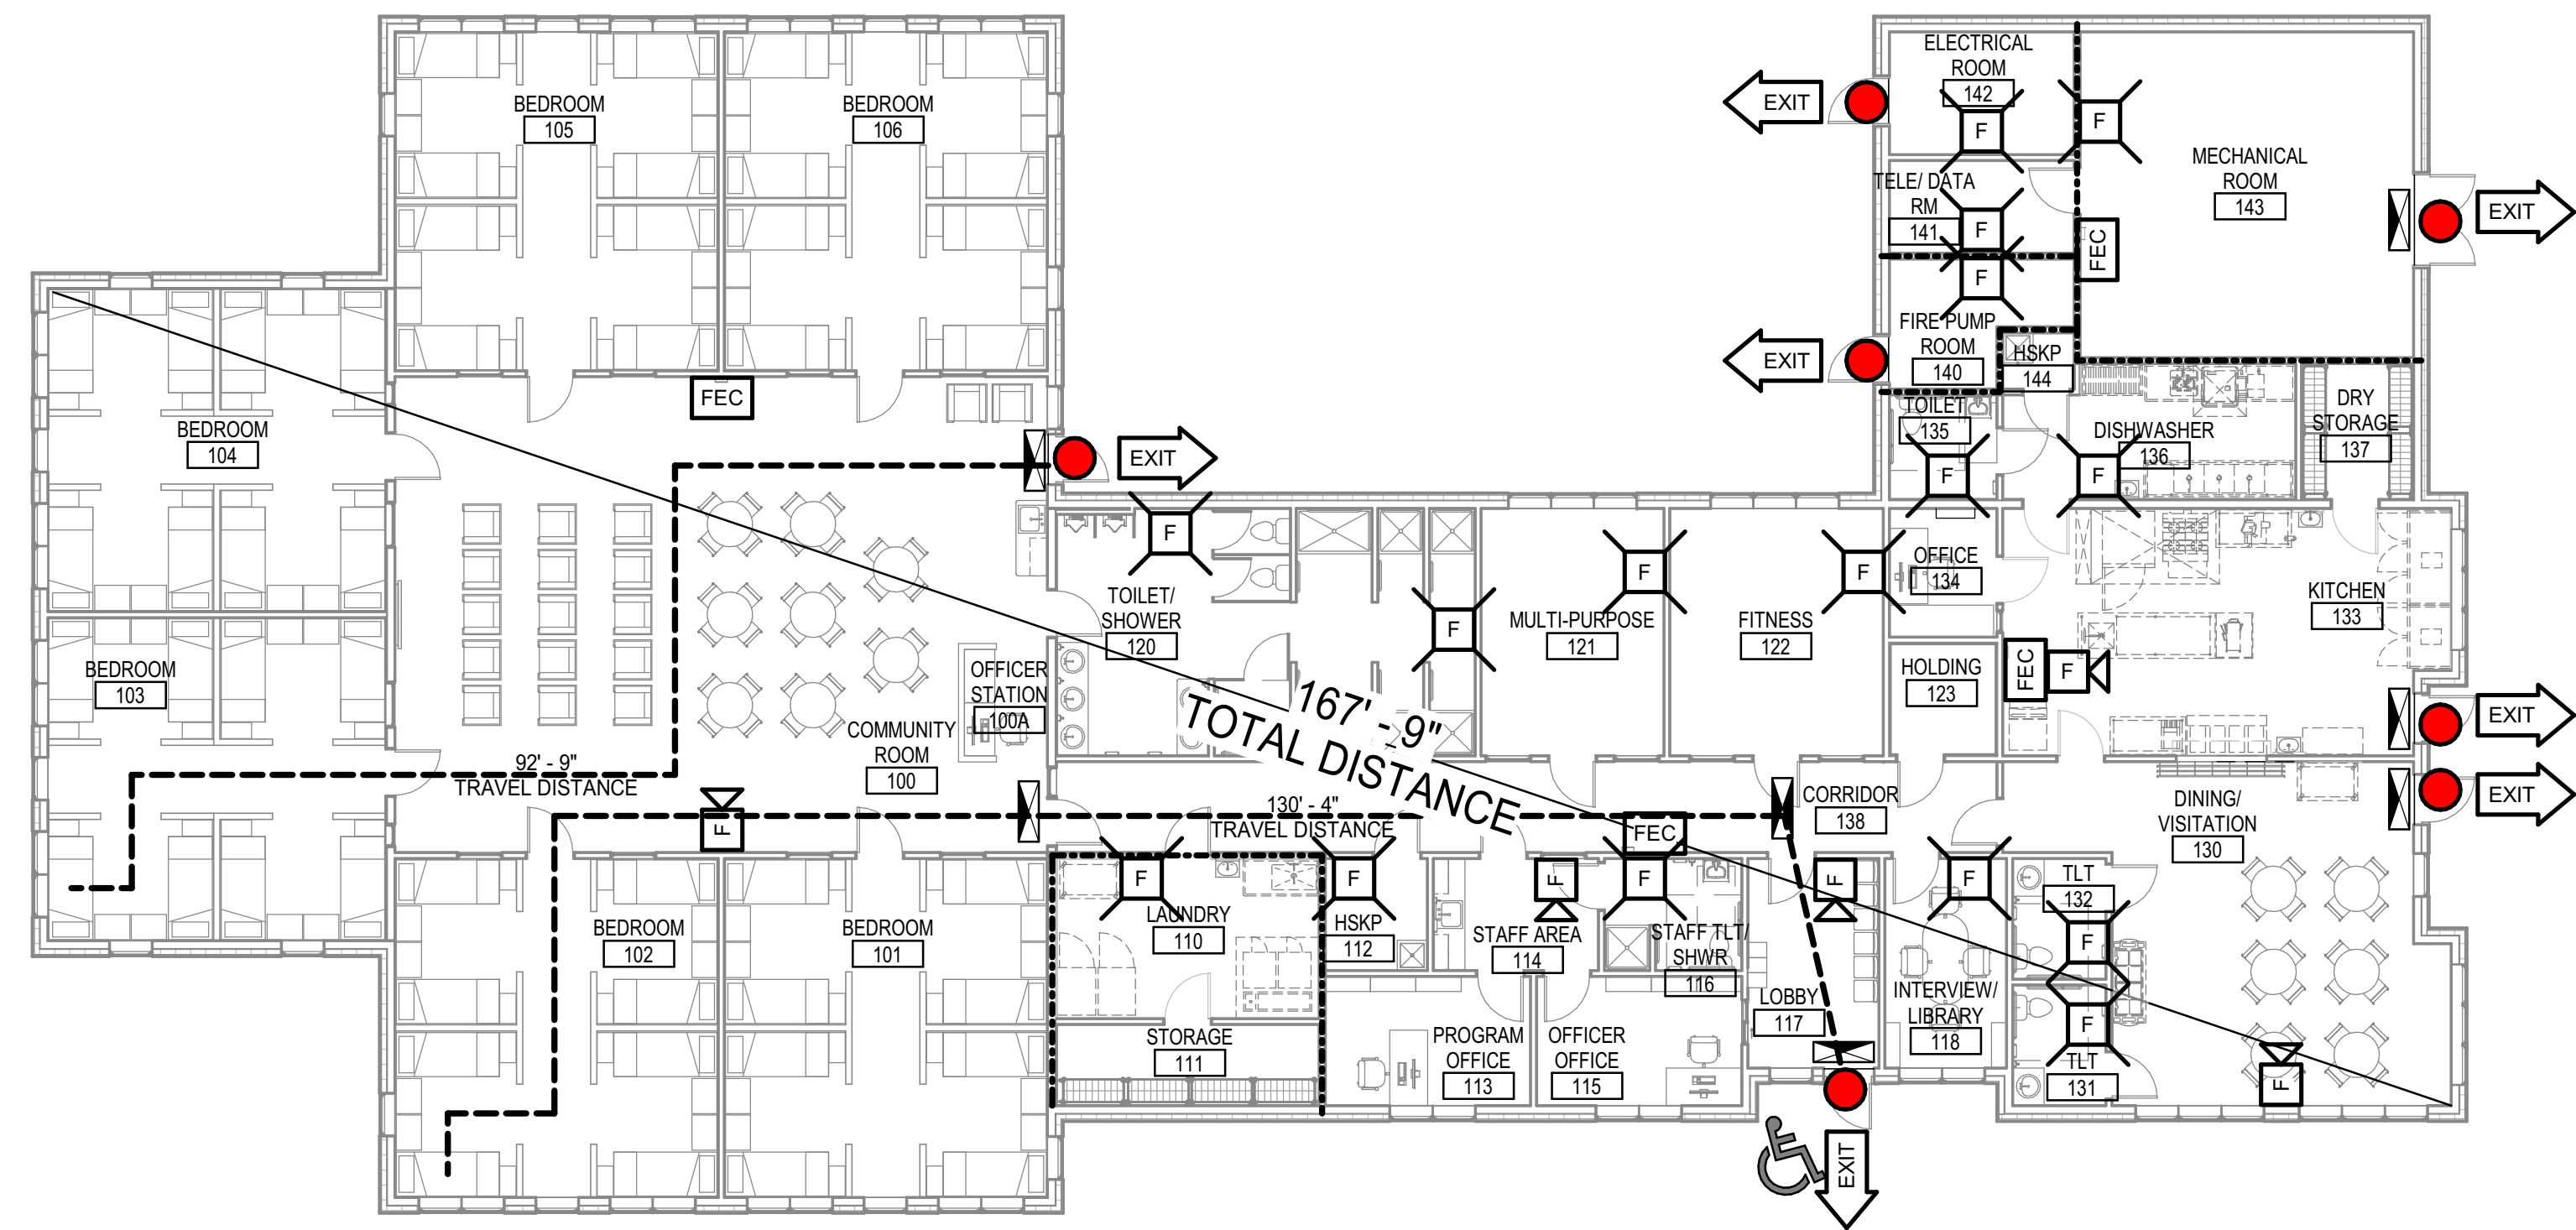 BEDROOM
105
BEDROOM
106
ELECTRICAL
ROOM
142
F
F
EXIT
MECHANICAL
ROOM
143
TELE/ DATA
RM
141
F
EXIT
FEC
F
FIRE PUMP
ROOM
140
EXIT
HSKP
144
FEC
TOILET
135
DRY
STORAGE
137
BEDROOM
104
EXIT
DISHWASHER
136
F
F
F
OFFICE
134
F
F
TOILET/
SHOWER
120
MULTI-PURPOSE
121
FITNESS
122
KITCHEN
133
F
BEDROOM
103
OFFICER
STATION
100A
HOLDING
123
FEC
F
COMMUNITY
ROOM
100
167' - 9"
TOTAL DISTANCE
EXIT
92' - 9"
TRAVEL DISTANCE
130' - 4"
TRAVEL DISTANCE
CORRIDOR
138
DINING/
VISITATION
130
EXIT
F
FEC
F
F
F
F
F
F
TLT
132
LAUNDRY
110
BEDROOM
102
BEDROOM
101
HSKP
112
STAFF AREA
114
STAFF TLT/
SHWR
116
F
LOBBY
117
INTERVIEW/
LIBRARY
118
STORAGE
111
PROGRAM
OFFICE
113
OFFICER
OFFICE
115
F
TLT
131
F
EXIT